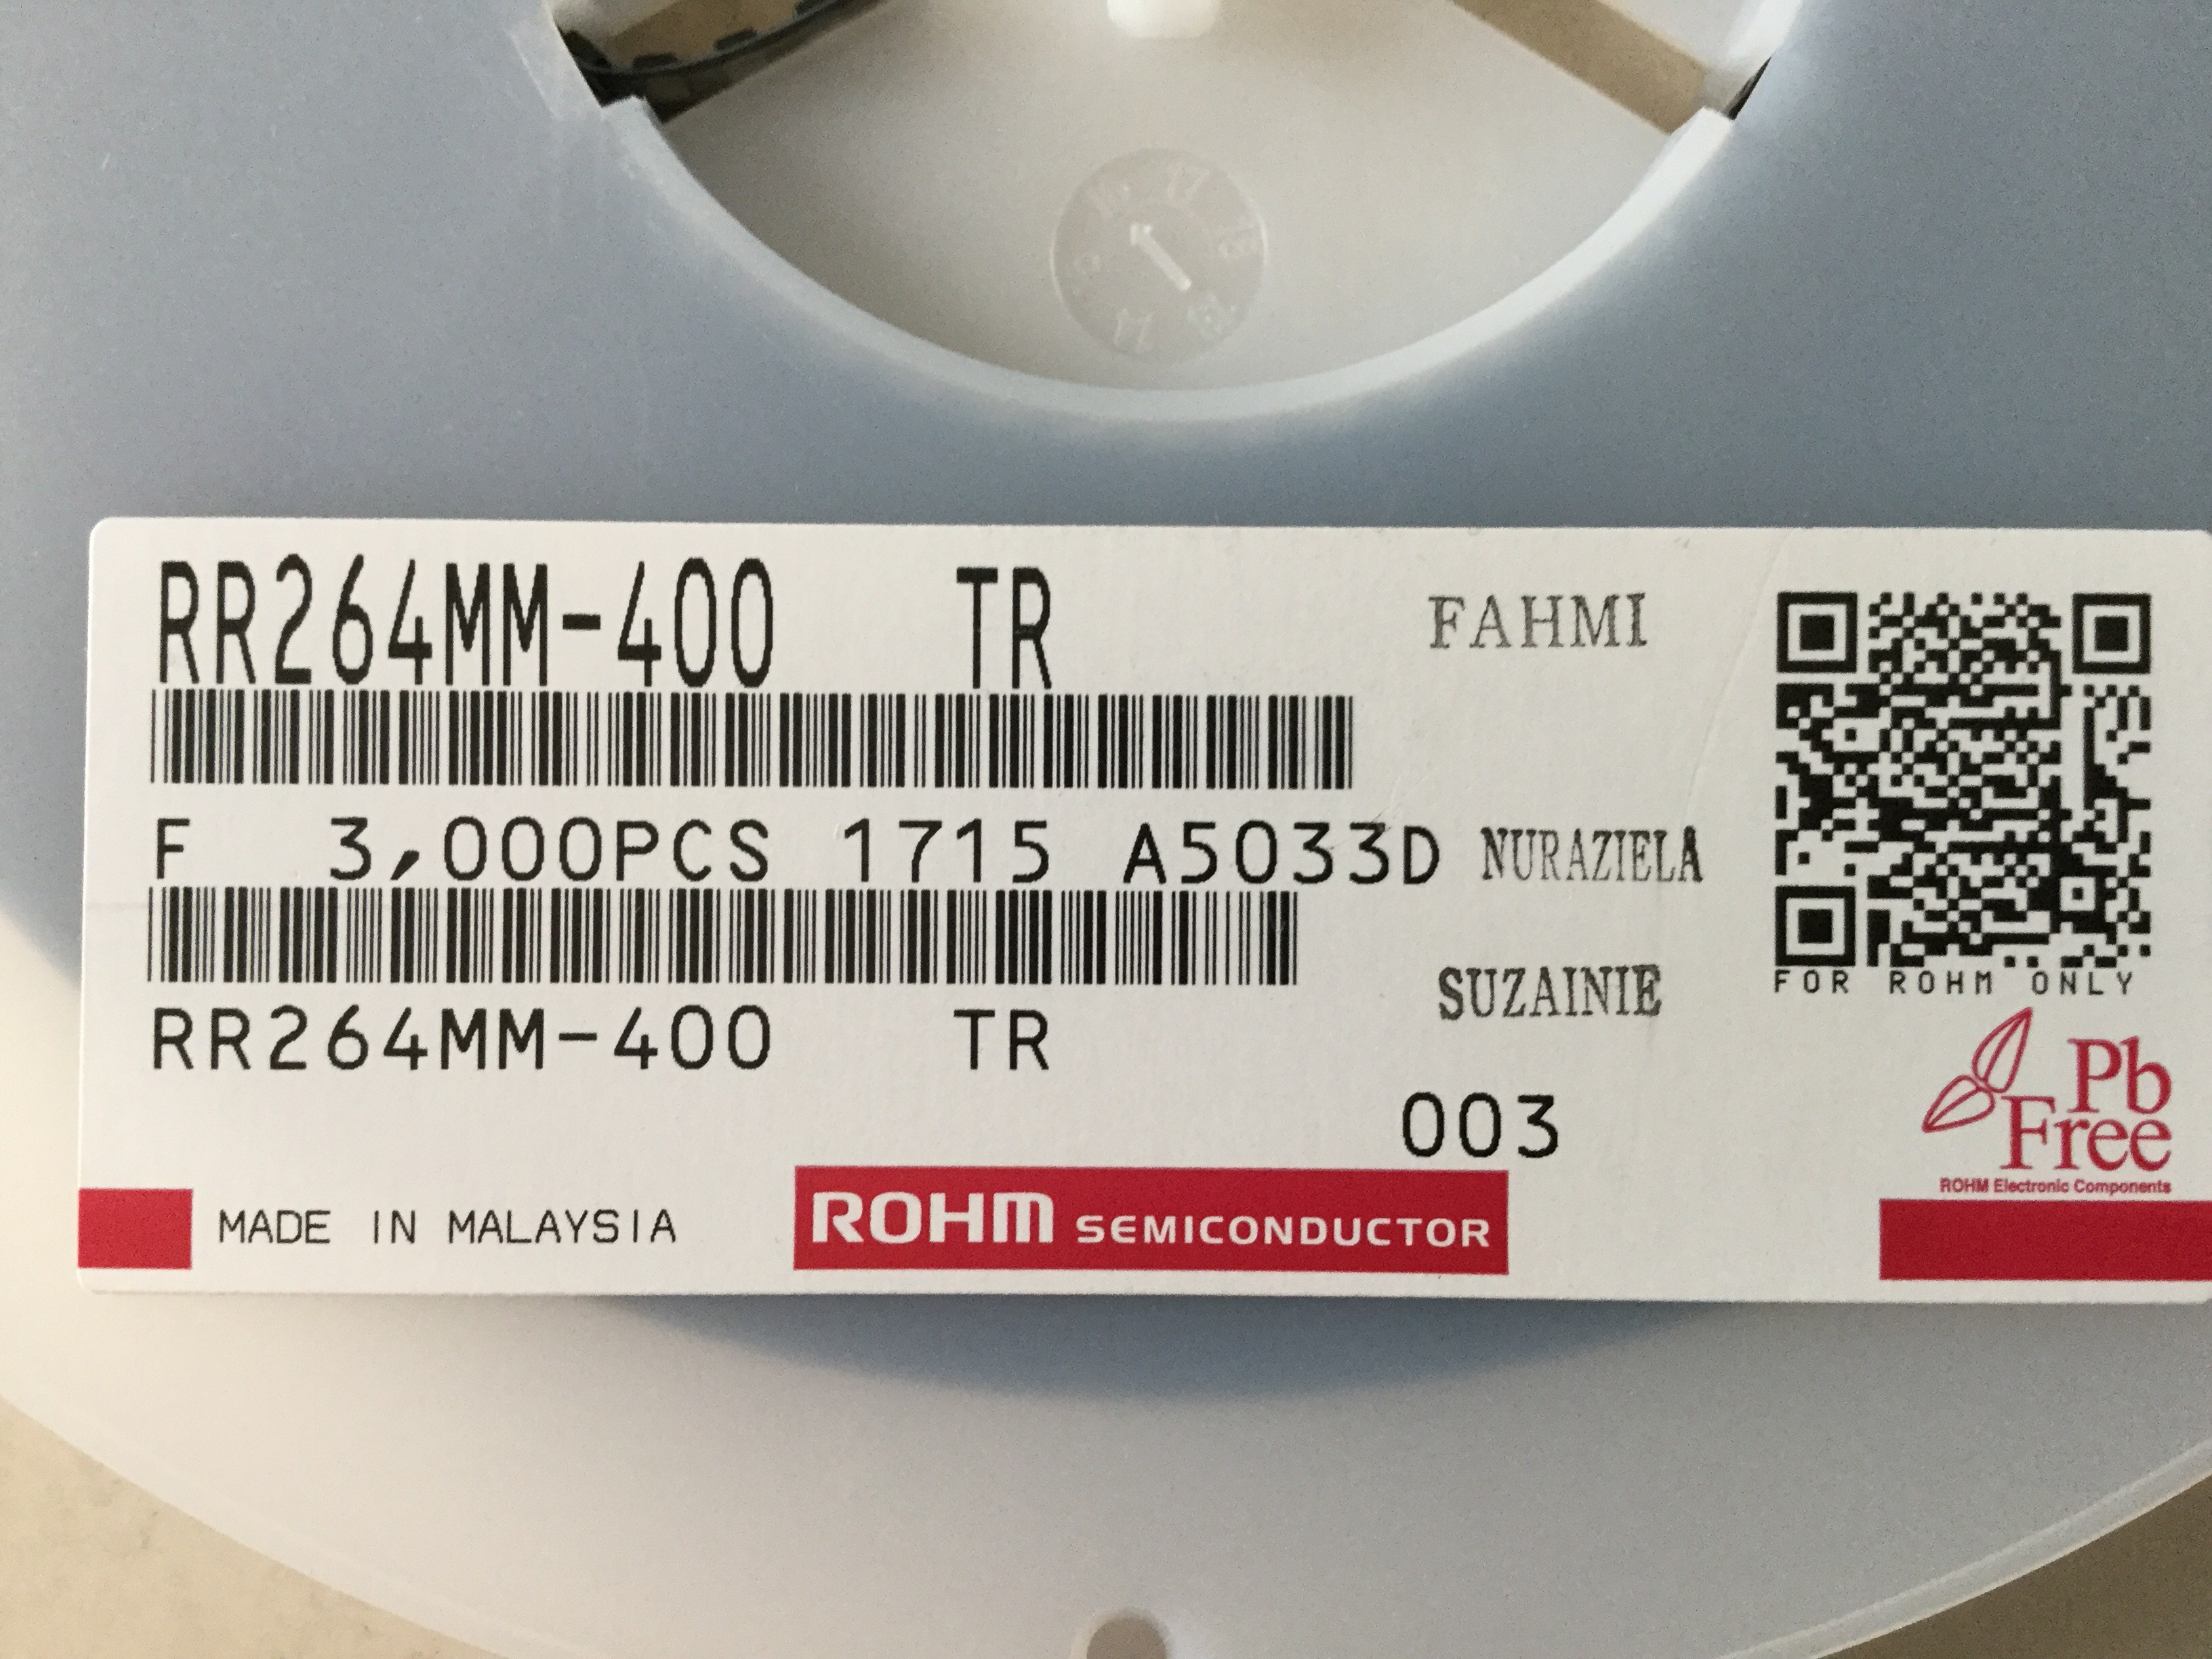 RR264MM-400 TR
FAHMI
F 3,000PCS 1715 A5033D
NURAZIELA
SUZAINIE
FOR ROHM ONLY
RR264MM-400 TR
003
Pb
Free
ROHM Electronic Components
MADE IN MALAYSIA
ROHM SEMICONDUCTOR